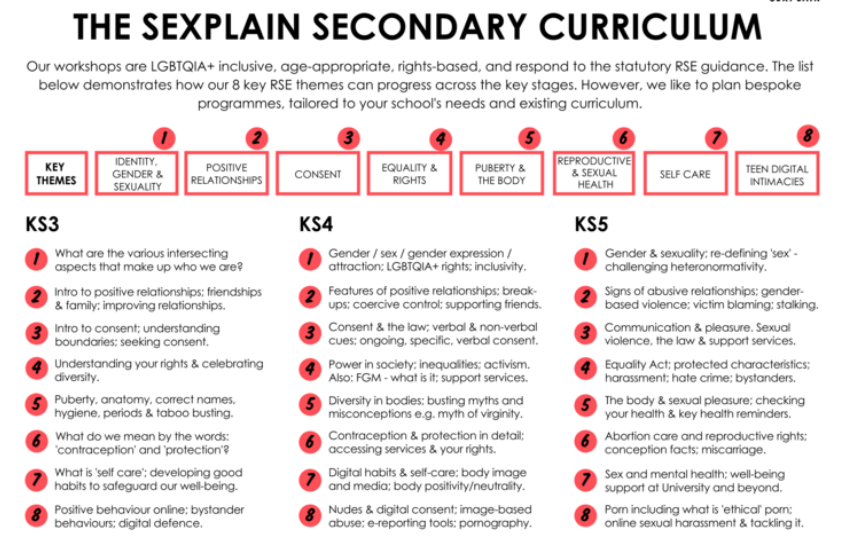 THE SEXPLAIN SECONDARY CURRICULUM
Our workshops are LGBTQIA+ inclusive, age-appropriate, rights-based, and respond to the statutory RSE guidance. The list
below demonstrates how our 8 key RSE themes can progress across the key stages. However, we like to plan bespoke
programmes, tailored to your school's needs and existing curriculum.
KEY
THEMES
1
IDENTITY,
GENDER &
SEXUALITY
2
POSITIVE
RELATIONSHIPS
3
CONSENT
4
EQUALITY &
RIGHTS
5
PUBERTY &
THE BODY
6
REPRODUCTIVE
& SEXUAL
HEALTH
7
SELF CARE
8
TEEN DIGITAL
INTIMACIES
KS3
1 What are the various intersecting
aspects that make up who we are?
2 Intro to positive relationships; friendships
& family; improving relationships.
3 Intro to consent; understanding
boundaries; seeking consent.
4 Understanding your rights & celebrating
diversity.
5 Puberty, anatomy, correct names,
hygiene, periods & taboo busting.
6 What do we mean by the words:
'contraception' and 'protection'?
7 What is 'self care'; developing good
habits to safeguard our well-being.
8 Positive behaviour online; bystander
behaviours; digital defence.
KS4
1 Gender / sex / gender expression /
attraction; LGBTQIA+ rights; inclusivity.
2 Features of positive relationships; break-
ups; coercive control; supporting friends.
3 Consent & the law; verbal & non-verbal
cues; ongoing, specific, verbal consent.
4 Power in society; inequalities; activism.
Also: FGM - what is it; support services.
5 Diversity in bodies; busting myths and
misconceptions e.g. myth of virginity.
6 Contraception & protection in detail;
accessing services & your rights.
7 Digital habits & self-care; body image
and media; body positivity/neutrality.
8 Nudes & digital consent; image-based
abuse; e-reporting tools; pornography.
KS5
1 Gender & sexuality; re-defining 'sex' -
challenging heteronormativity.
2 Signs of abusive relationships; gender-
based violence; victim blaming; stalking.
3 Communication & pleasure. Sexual
violence, the law & support services.
4 Equality Act; protected characteristics;
harassment; hate crime; bystanders.
5 The body & sexual pleasure; checking
your health & key health reminders.
6 Abortion care and reproductive rights;
conception facts; miscarriage.
7 Sex and mental health; well-being
support at University and beyond.
8 Porn including what is 'ethical' porn;
online sexual harassment & tackling it.